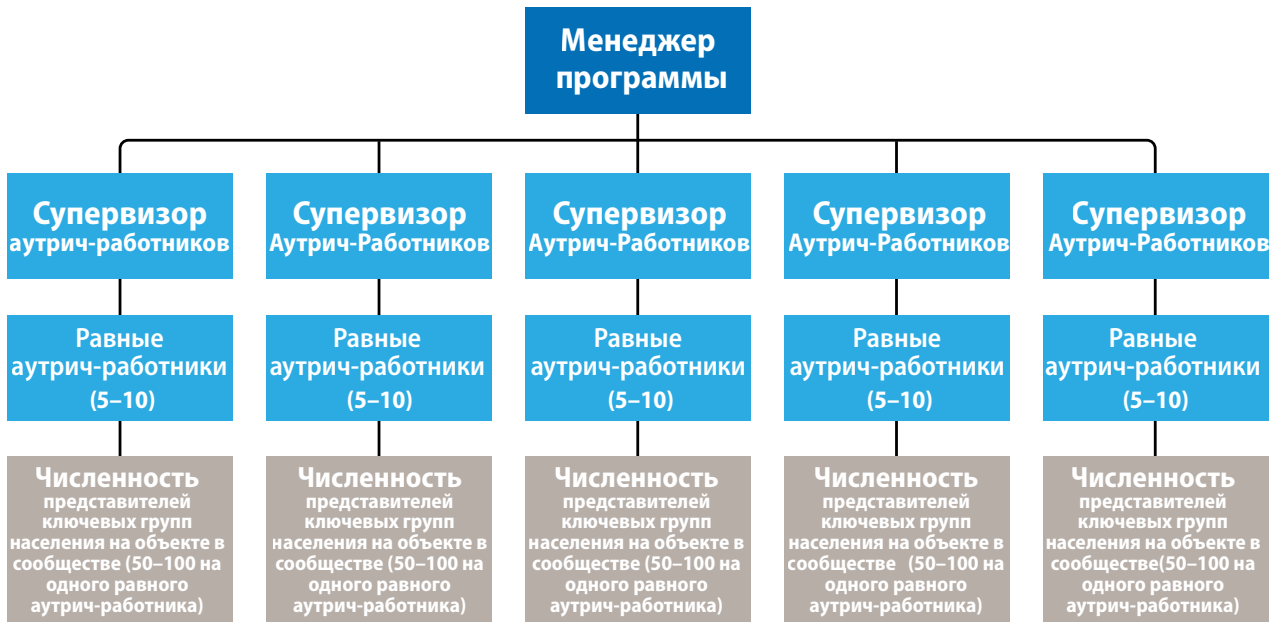 Менеджер
программы
Супервизор
аутрич-работников
Супервизор
Аутрич-Работников
Супервизор
Аутрич-Работников
Супервизор
Аутрич-Работников
Супервизор
Аутрич-Работников
Равные
аутрич-работники
(5–10)
Равные
аутрич-работники
(5–10)
Равные
аутрич-работники
(5–10)
Равные
аутрич-работники
(5–10)
Равные
аутрич-работники
(5–10)
Численность
представителей
ключевых групп
населения на объекте в
сообществе (50–100 на
одного равного
аутрич-работника)
Численность
представителей
ключевых групп
населения на объекте в
сообществе (50–100 на
одного равного
аутрич-работника)
Численность
представителей
ключевых групп
населения на объекте в
сообществе (50–100 на
одного равного
аутрич-работника)
Численность
представителей
ключевых групп
населения на объекте в
сообществе (50–100 на
одного равного
аутрич-работника)
Численность
представителей
ключевых групп
населения на объекте в
сообществе(50–100 на
одного равного
аутрич-работника)